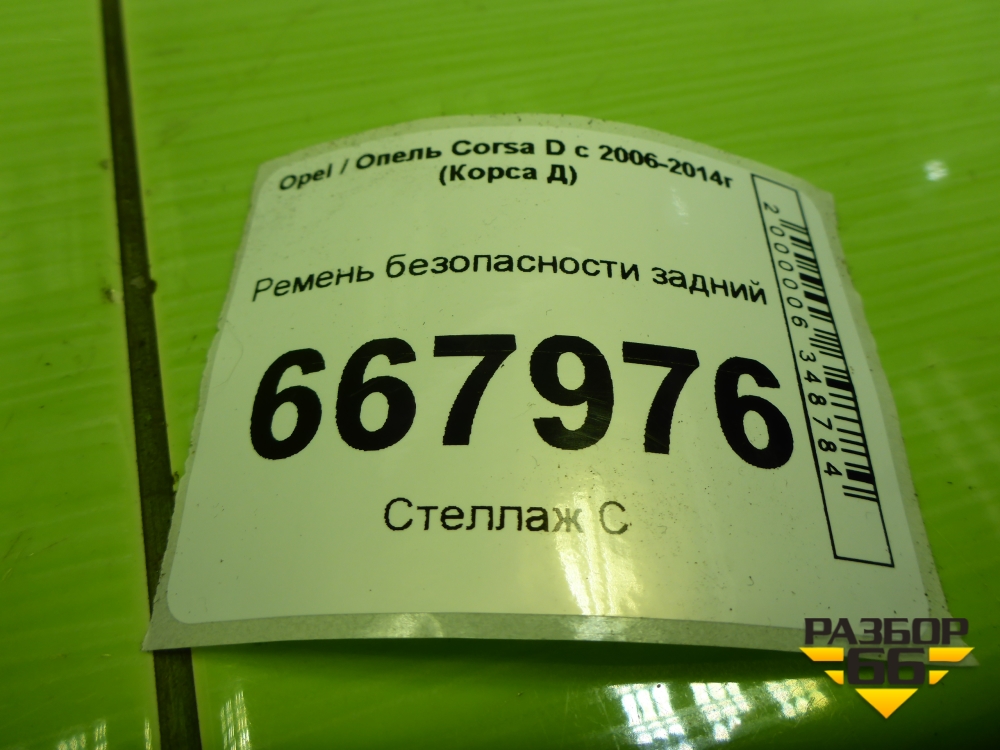 Opel / Опель Corsa D с 2006-2014г
(Корса Д)
Ремень безопасности задний
667976
Стеллаж С
2000006348784
РАЗБОР
66